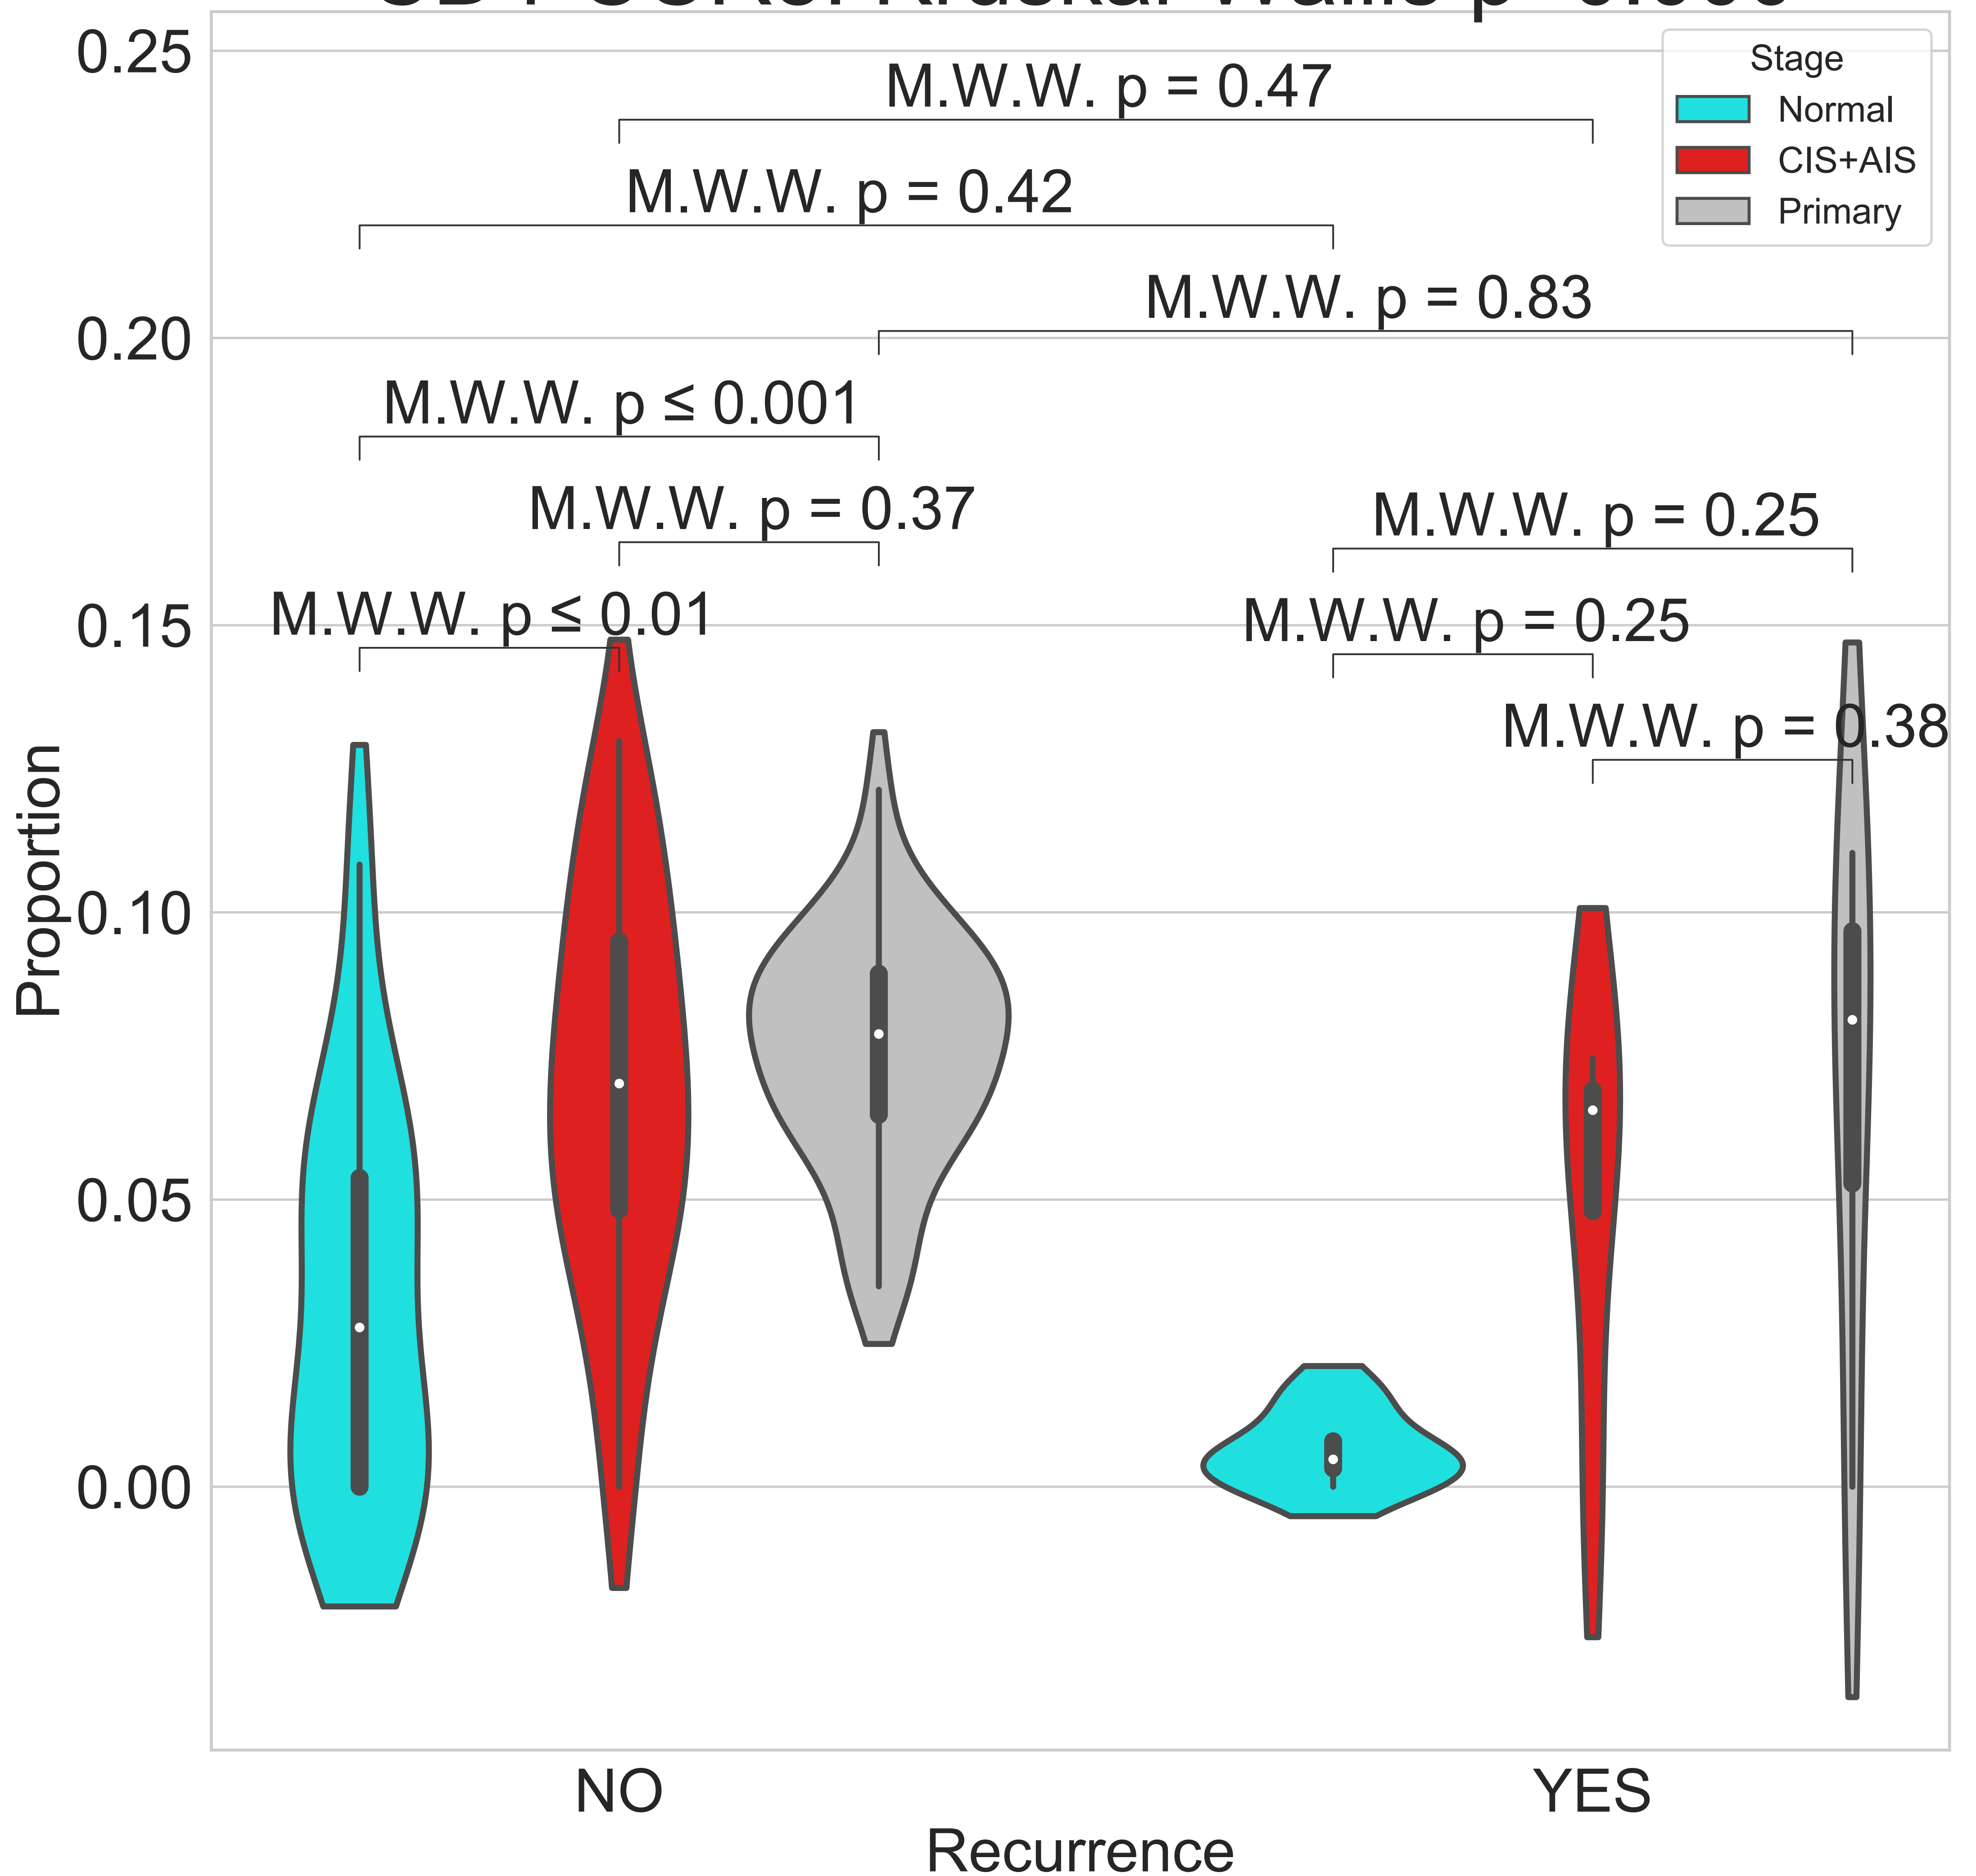 0.25
M.W.W. p = 0.47
Stage
Normal
CIS+AIS
Primary
M.W.W. p = 0.42
M.W.W. p = 0.83
0.20
M.W.W. p ≤ 0.001
M.W.W. p = 0.37
M.W.W. p = 0.25
M.W.W. p ≤ 0.01
M.W.W. p = 0.25
0.15
M.W.W. p = 0.38
Proportion
0.10
0.05
0.00
NO
YES
Recurrence